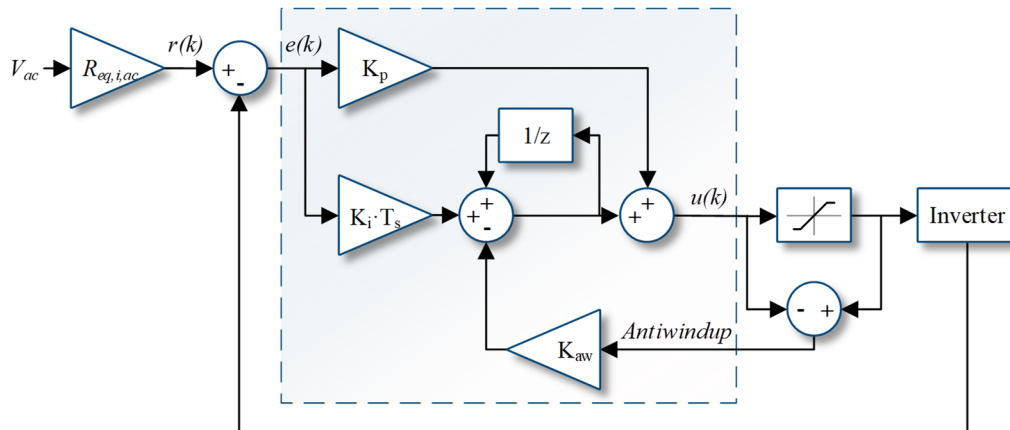 V_ac
R_eq,i,ac
r(k)
+
-
e(k)
K_p
1/z
K_i·T_s
+
+
-
+
+
u(k)
Inverter
-
+
Antiwindup
K_aw